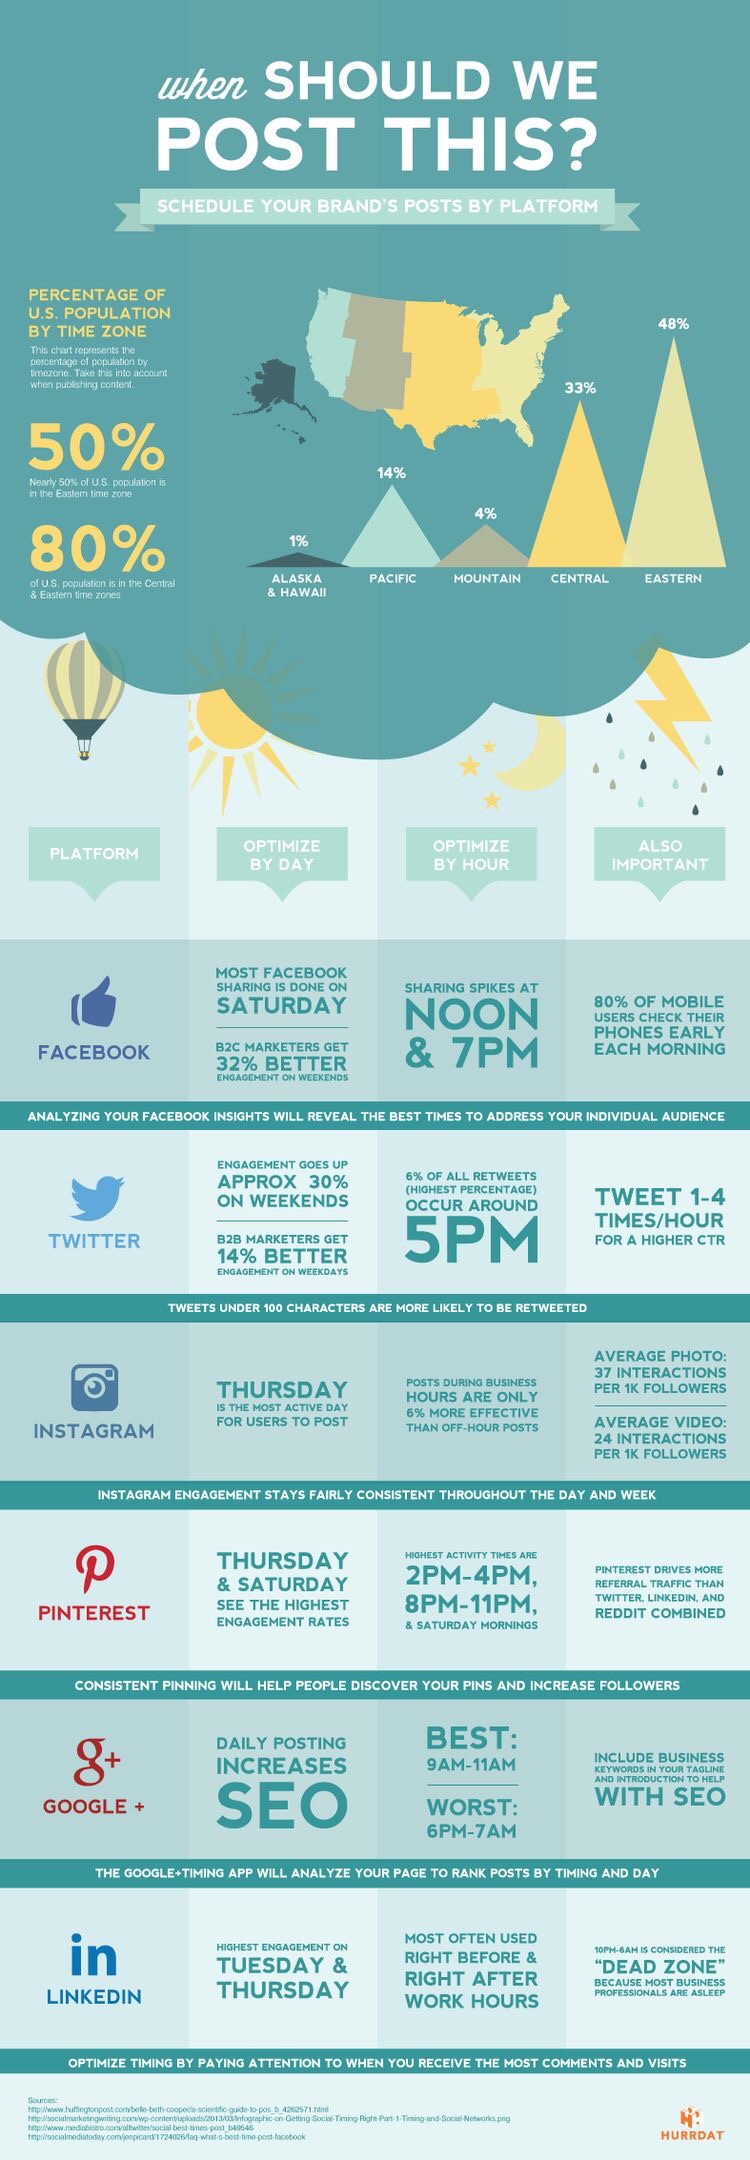 when SHOULD WE
POST THIS?
SCHEDULE YOUR BRAND'S POSTS BY PLATFORM
PERCENTAGE OF
U.S. POPULATION
BY TIME ZONE
This chart represents the
percentage of population by
timezone. Take this into account
when publishing content.
50%
Nearly 50% of U.S. population is
in the Eastern time zone
80%
of U.S. population is in the Central
& Eastern time zones
1%
14%
4%
33%
48%
ALASKA
& HAWAII
PACIFIC
MOUNTAIN
CENTRAL
EASTERN
PLATFORM
OPTIMIZE
BY DAY
OPTIMIZE
BY HOUR
ALSO
IMPORTANT
FACEBOOK
MOST FACEBOOK
SHARING IS DONE ON
SATURDAY
B2C MARKETERS GET
32% BETTER
ENGAGEMENT ON WEEKENDS
SHARING SPIKES AT
NOON
& 7PM
80% OF MOBILE
USERS CHECK THEIR
PHONES EARLY
EACH MORNING
ANALYZING YOUR FACEBOOK INSIGHTS WILL REVEAL THE BEST TIMES TO ADDRESS YOUR INDIVIDUAL AUDIENCE
TWITTER
ENGAGEMENT GOES UP
APPROX 30%
ON WEEKENDS
B2B MARKETERS GET
14% BETTER
ENGAGEMENT ON WEEKDAYS
6% OF ALL RETWEETS
(HIGHEST PERCENTAGE)
OCCUR AROUND
5PM
TWEET 1-4
TIMES/HOUR
FOR A HIGHER CTR
TWEETS UNDER 100 CHARACTERS ARE MORE LIKELY TO BE RETWEETED
INSTAGRAM
THURSDAY
IS THE MOST ACTIVE DAY
FOR USERS TO POST
POSTS DURING BUSINESS
HOURS ARE ONLY
6% MORE EFFECTIVE
THAN OFF-HOUR POSTS
AVERAGE PHOTO:
37 INTERACTIONS
PER 1K FOLLOWERS
AVERAGE VIDEO:
24 INTERACTIONS
PER 1K FOLLOWERS
INSTAGRAM ENGAGEMENT STAYS FAIRLY CONSISTENT THROUGHOUT THE DAY AND WEEK
PINTEREST
THURSDAY
& SATURDAY
SEE THE HIGHEST
ENGAGEMENT RATES
HIGHEST ACTIVITY TIMES ARE
2PM-4PM,
8PM-11PM,
& SATURDAY MORNINGS
PINTEREST DRIVES MORE
REFERRAL TRAFFIC THAN
TWITTER, LINKEDIN, AND
REDDIT COMBINED
CONSISTENT PINNING WILL HELP PEOPLE DISCOVER YOUR PINS AND INCREASE FOLLOWERS
g+
GOOGLE +
DAILY POSTING
INCREASES
SEO
BEST:
9AM-11AM
WORST:
6PM-7AM
INCLUDE BUSINESS
KEYWORDS IN YOUR TAGLINE
AND INTRODUCTION TO HELP
WITH SEO
THE GOOGLE+TIMING APP WILL ANALYZE YOUR PAGE TO RANK POSTS BY TIMING AND DAY
in
LINKEDIN
HIGHEST ENGAGEMENT ON
TUESDAY &
THURSDAY
MOST OFTEN USED
RIGHT BEFORE &
RIGHT AFTER
WORK HOURS
10PM-6AM IS CONSIDERED THE
"DEAD ZONE"
BECAUSE MOST BUSINESS
PROFESSIONALS ARE ASLEEP
OPTIMIZE TIMING BY PAYING ATTENTION TO WHEN YOU RECEIVE THE MOST COMMENTS AND VISITS
Sources:
http://www.huffingtonpost.com/belle-beth-cooper/a-scientific-guide-to-pos_b_4262571.html
http://socialmarketingwriting.com/wp-content/uploads/2013/03/Infographic-on-Getting-Social-Timing-Right-Part-1-Timing-and-Social-Networks.png
http://www.mediabistro.com/alltwitter/social-best-times-post_b49546
http://socialmediatoday.com/jenpicard/1724026/faq-what-s-best-time-post-facebook
HURRDAT